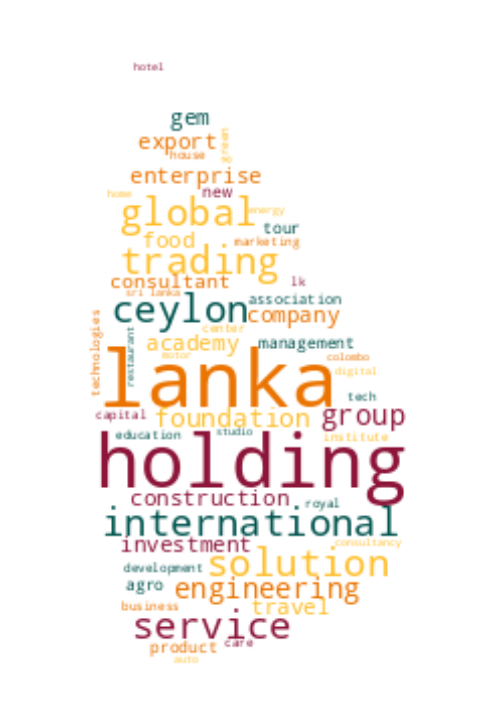 hotel
gem
green
export
house
enterprise
home
new
global
energy
tour
food
marketing
trading
consultant
lk
sri lanka
association
ceylon
company
technologies
restaurant
center
academy
management
motor
colombo
lanka
digital
tech
capital
foundation
group
education
studio
institute
holding
construction
royal
international
investment
consultancy
solution
development
agro
engineering
business
travel
service
care
product
auto